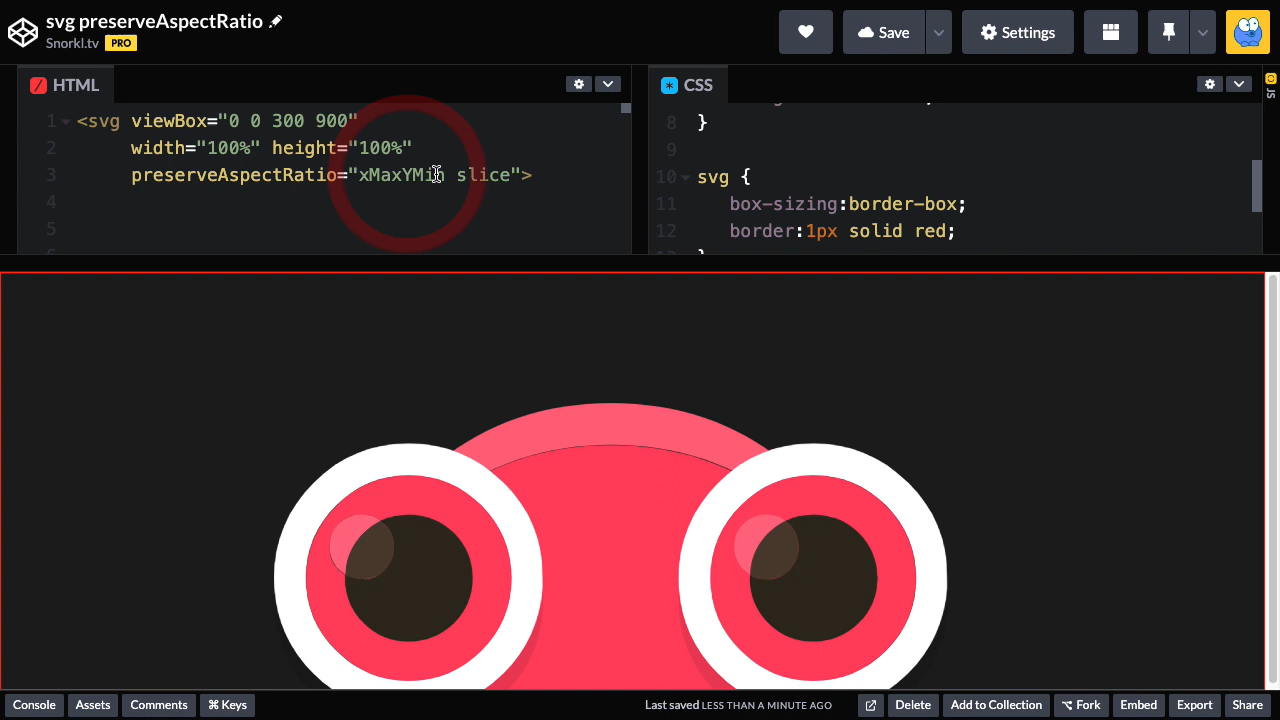 svg preserveAspectRatio
Snorkl.tv PRO
Save
Settings
HTML
1 <svg viewBox="0 0 300 900"
2 width="100%" height="100%"
3 preserveAspectRatio="xMaxYMin slice">
4
5
CSS
8 }
9
10 svg {
11 box-sizing:border-box;
12 border:1px solid red;
JS
Console
Assets
Comments
⌘ Keys
Last saved LESS THAN A MINUTE AGO
Delete
Add to Collection
⌥ Fork
Embed
Export
Share